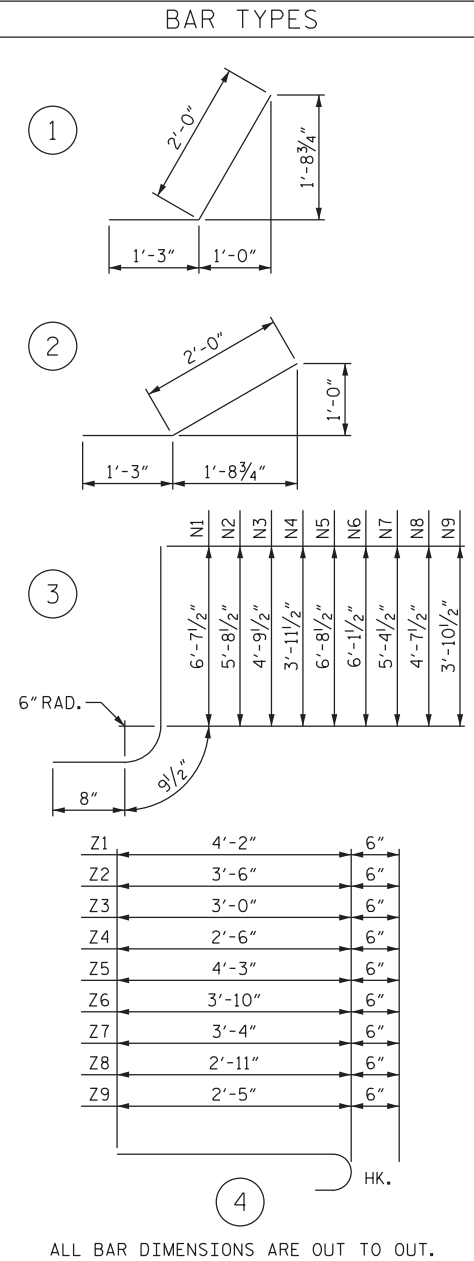 BAR TYPES
1
2'-0"
1'-8¾"
1'-3"
1'-0"
2
2'-0"
1'-0"
1'-3"
1'-8¾"
3
N1 N2 N3 N4 N5 N6 N7 N8 N9
6'-7½" 5'-8½" 4'-9½" 3'-11½" 6'-8½" 6'-1½" 5'-4½" 4'-7½" 3'-10½"
6" RAD.
8"
9½"
Z1 4'-2" 6"
Z2 3'-6" 6"
Z3 3'-0" 6"
Z4 2'-6" 6"
Z5 4'-3" 6"
Z6 3'-10" 6"
Z7 3'-4" 6"
Z8 2'-11" 6"
Z9 2'-5" 6"
HK.
4
ALL BAR DIMENSIONS ARE OUT TO OUT.